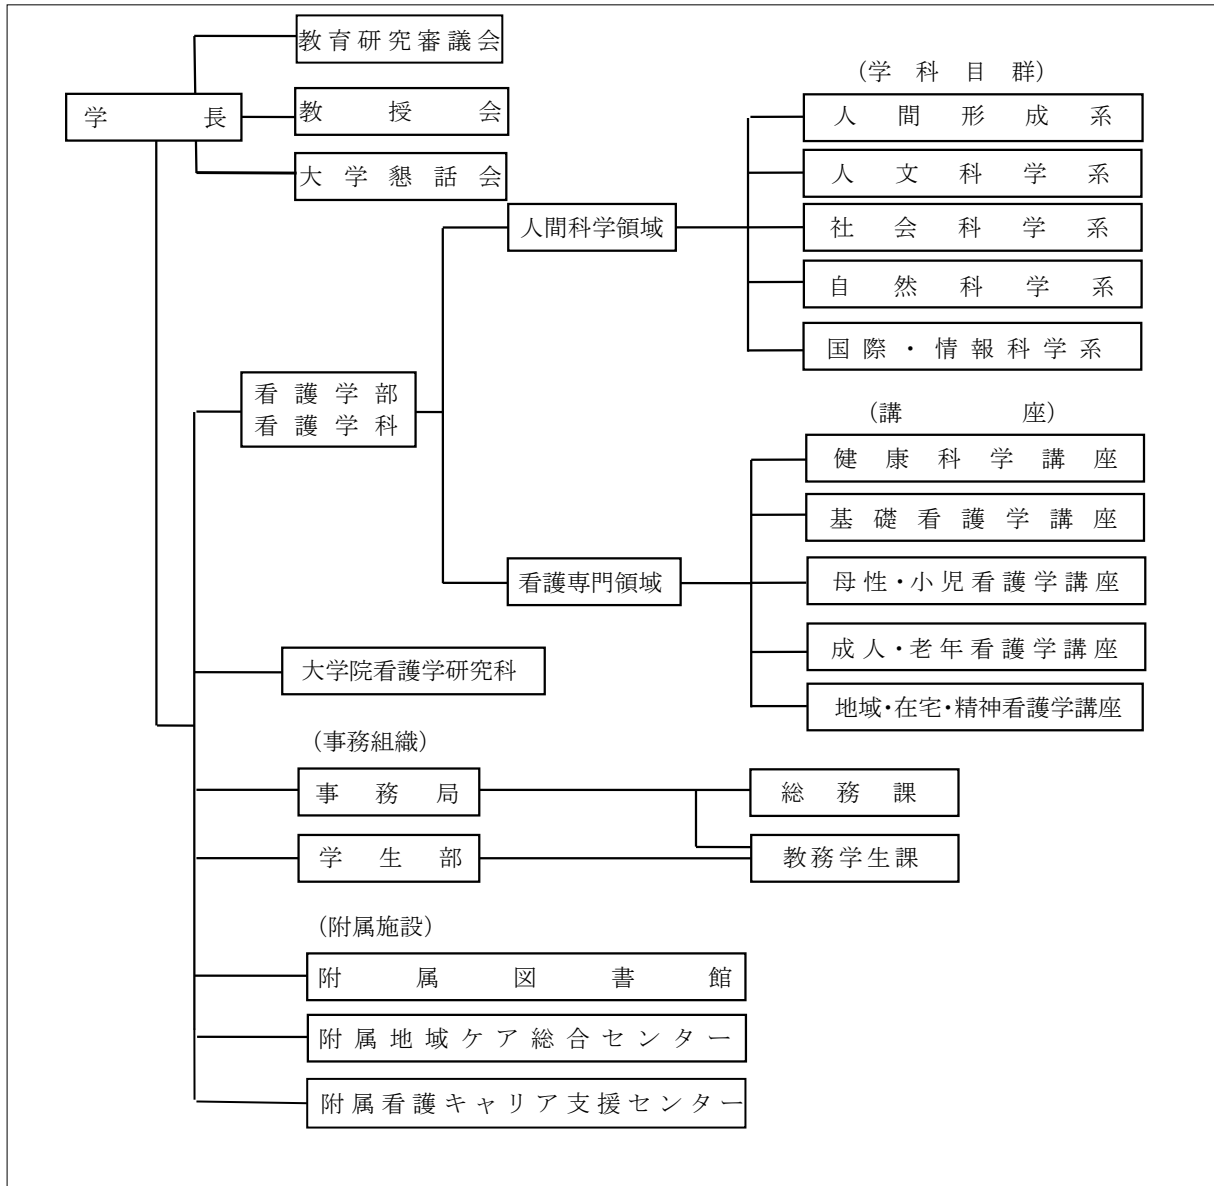 教育研究審議会
学長
教授会
大学懇話会
（学科目群）
人間形成系
人文科学系
人間科学領域
社会科学系
自然科学系
国際・情報科学系
看護学部
看護学科
（講座）
健康科学講座
基礎看護学講座
看護専門領域
母性・小児看護学講座
成人・老年看護学講座
大学院看護学研究科
地域・在宅・精神看護学講座
（事務組織）
事務局
総務課
学生部
教務学生課
（附属施設）
附属図書館
附属地域ケア総合センター
附属看護キャリア支援センター